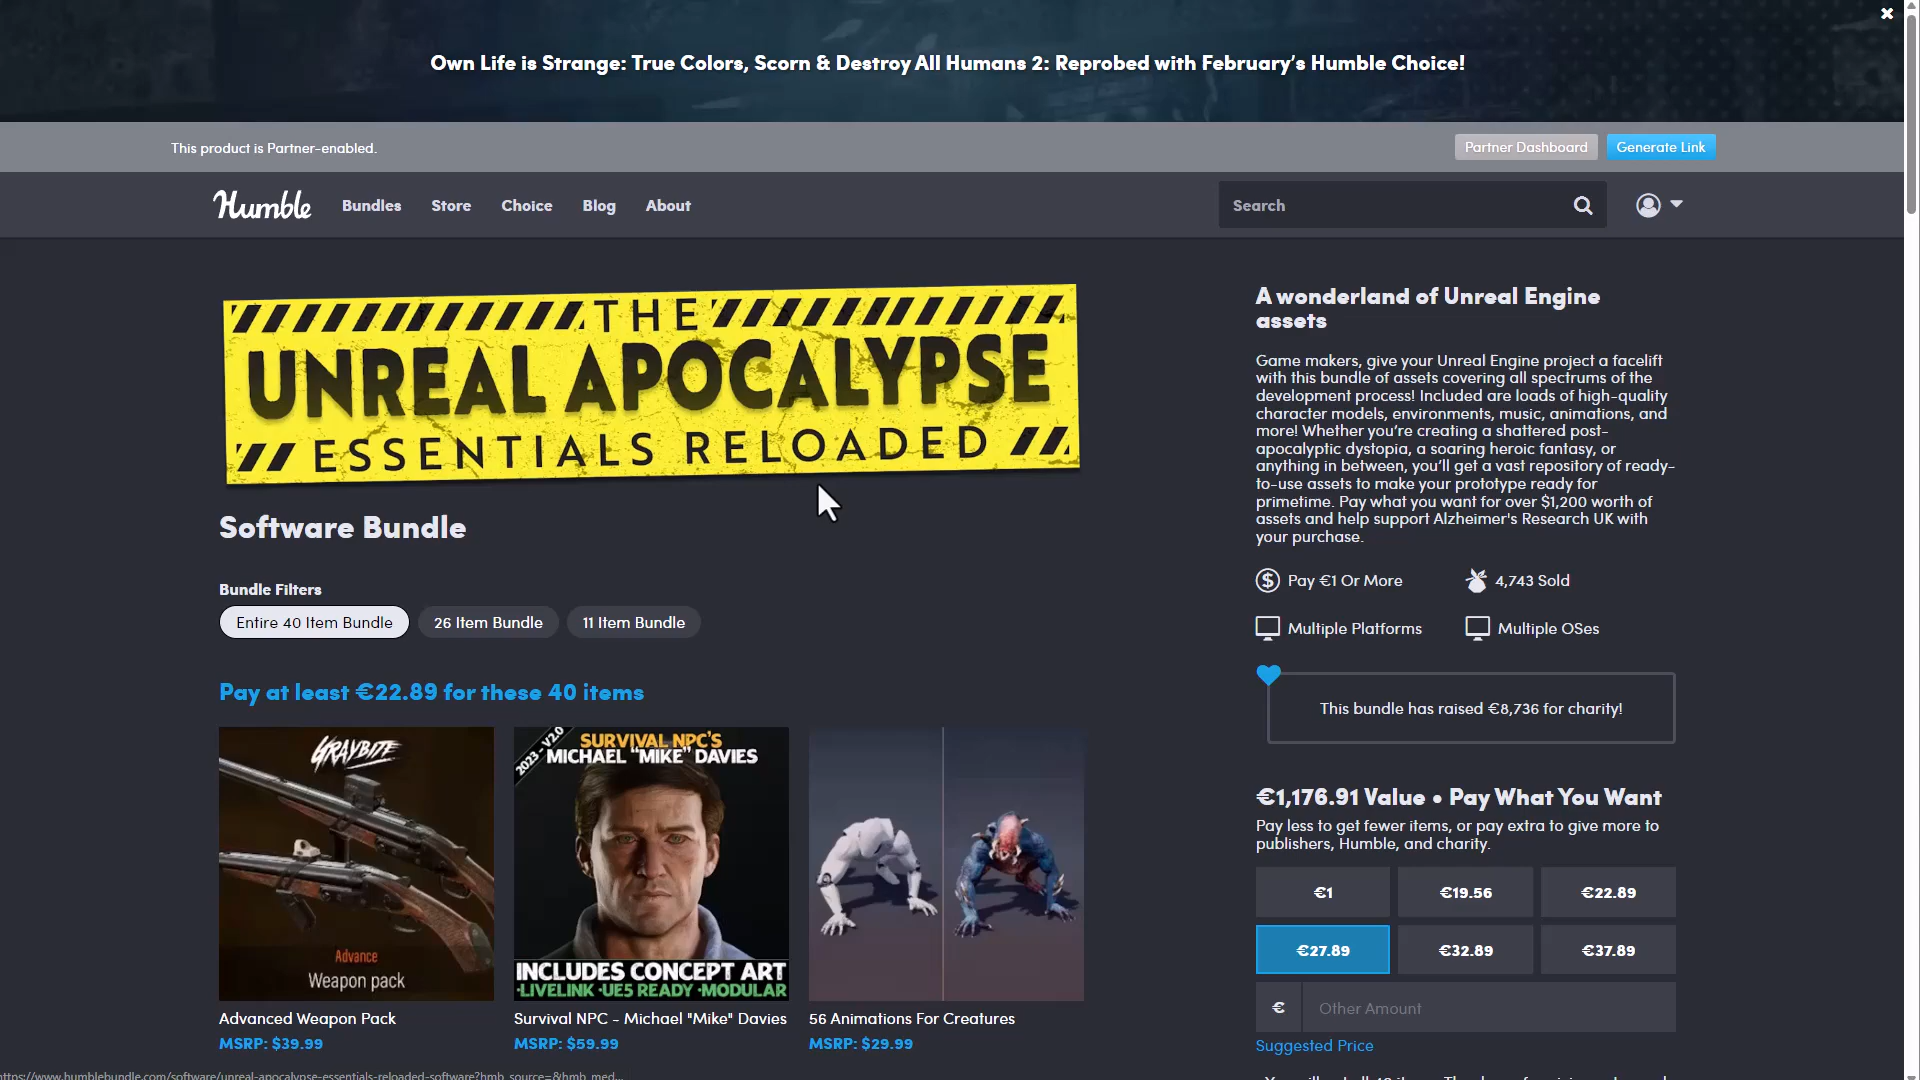 Own Life is Strange: True Colors, Scorn & Destroy All Humans 2: Reprobed with February's Humble Choice!
This product is Partner-enabled.
Partner Dashboard
Generate Link
Humble
Bundles
Store
Choice
Blog
About
Search
THE
UNREAL APOCALYPSE
ESSENTIALS RELOADED
Software Bundle
Bundle Filters
Entire 40 Item Bundle
26 Item Bundle
11 Item Bundle
Pay at least €22.89 for these 40 items
GRAYBITE
Advance
Weapon pack
Advanced Weapon Pack
MSRP: $39.99
2023 - V2.0
SURVIVAL NPC'S
MICHAEL "MIKE" DAVIES
INCLUDES CONCEPT ART
•LIVELINK •UE5 READY •MODULAR
Survival NPC - Michael "Mike" Davies
MSRP: $59.99
56 Animations For Creatures
MSRP: $29.99
A wonderland of Unreal Engine
assets
Game makers, give your Unreal Engine project a facelift
with this bundle of assets covering all spectrums of the
development process! Included are loads of high-quality
character models, environments, music, animations, and
more! Whether you're creating a shattered post-
apocalyptic dystopia, a soaring heroic fantasy, or
anything in between, you'll get a vast repository of ready-
to-use assets to make your prototype ready for
primetime. Pay what you want for over $1,200 worth of
assets and help support Alzheimer's Research UK with
your purchase.
Pay €1 Or More
4,743 Sold
Multiple Platforms
Multiple OSes
This bundle has raised €8,736 for charity!
€1,176.91 Value • Pay What You Want
Pay less to get fewer items, or pay extra to give more to
publishers, Humble, and charity.
€1
€19.56
€22.89
€27.89
€32.89
€37.89
€
Other Amount
Suggested Price
https://www.humblebundle.com/software/unreal-apocalypse-essentials-reloaded-software?hmb_source=&hmb_med...